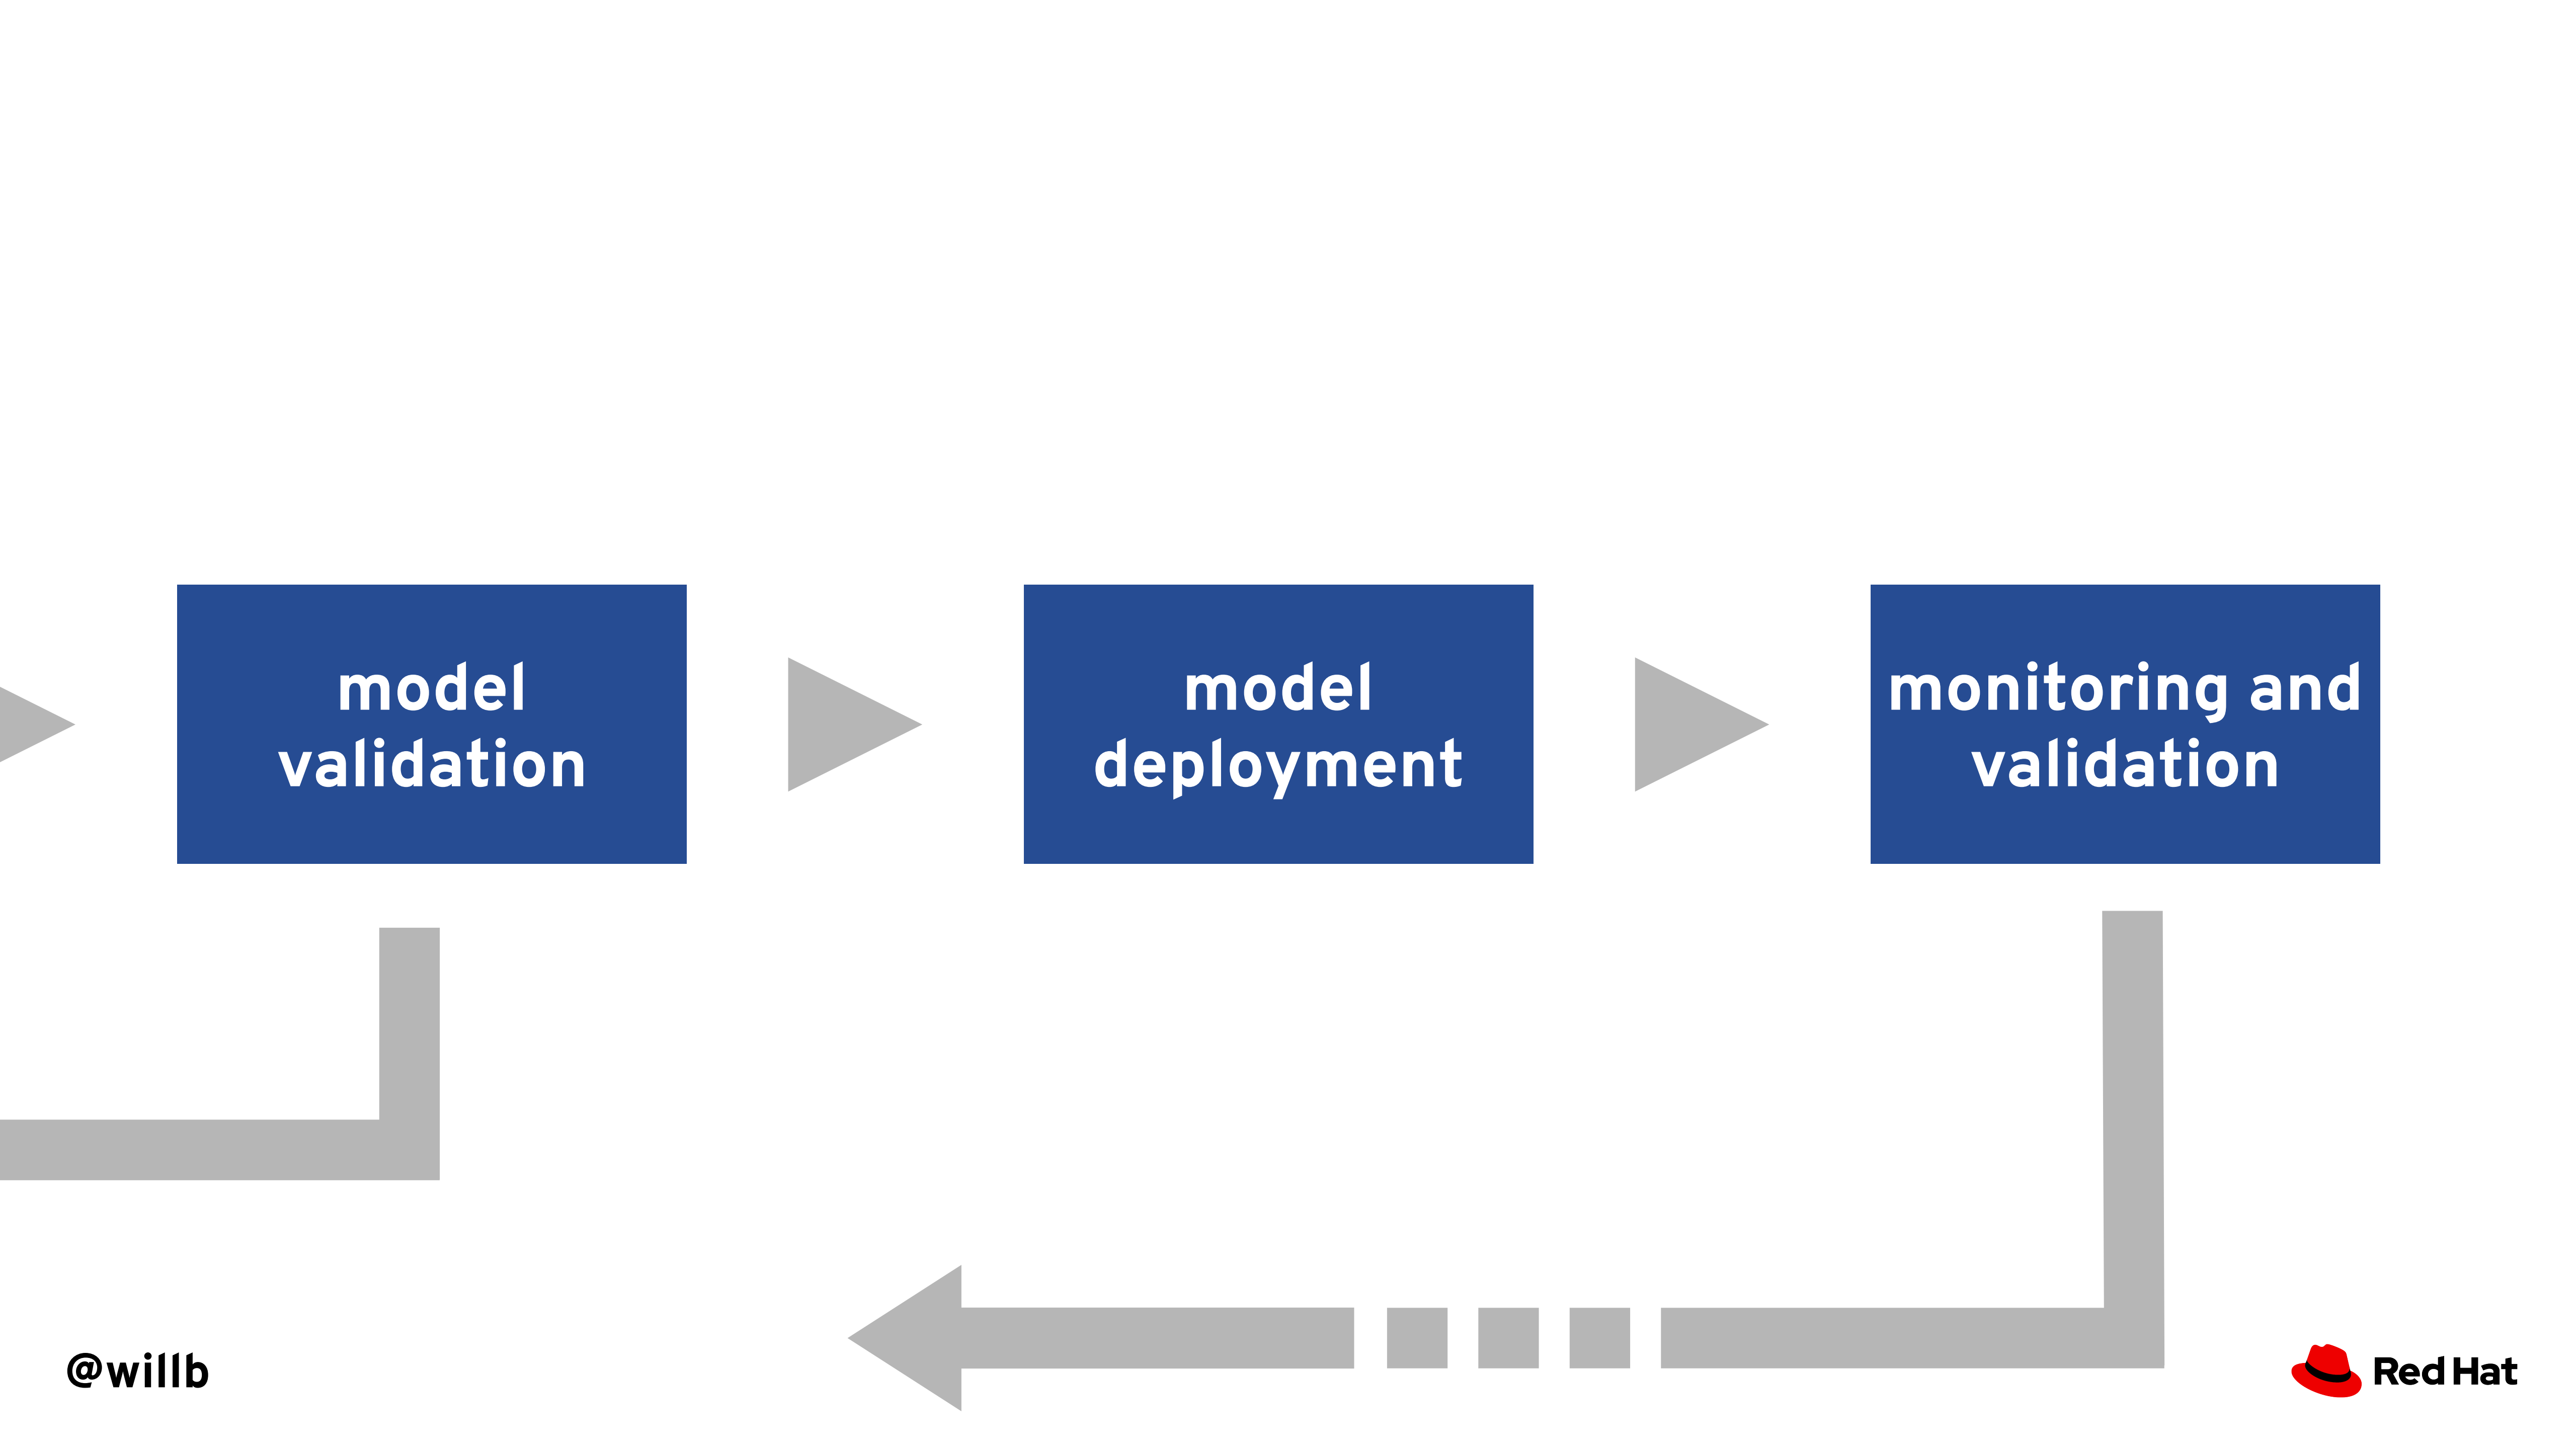 model
validation
model
deployment
monitoring and
validation
@willb
Red Hat